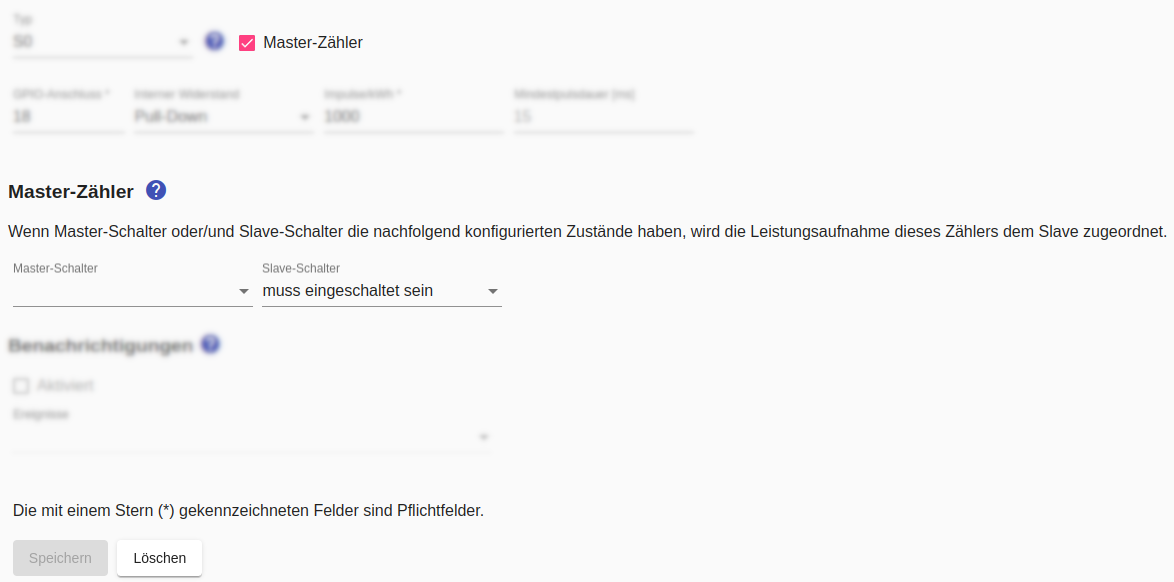 Typ
S0 Master-Zähler
GPIO-Anschluss * Interner Widerstand Impulse/kWh * Mindestpulsdauer [ms]
18 Pull-Down 1000 15
Master-Zähler ?
Wenn Master-Schalter oder/und Slave-Schalter die nachfolgend konfigurierten Zustände haben, wird die Leistungsaufnahme dieses Zählers dem Slave zugeordnet.
Master-Schalter Slave-Schalter
muss eingeschaltet sein
Benachrichtigungen ?
Aktiviert
Ereignisse
Die mit einem Stern (*) gekennzeichneten Felder sind Pflichtfelder.
Speichern Löschen